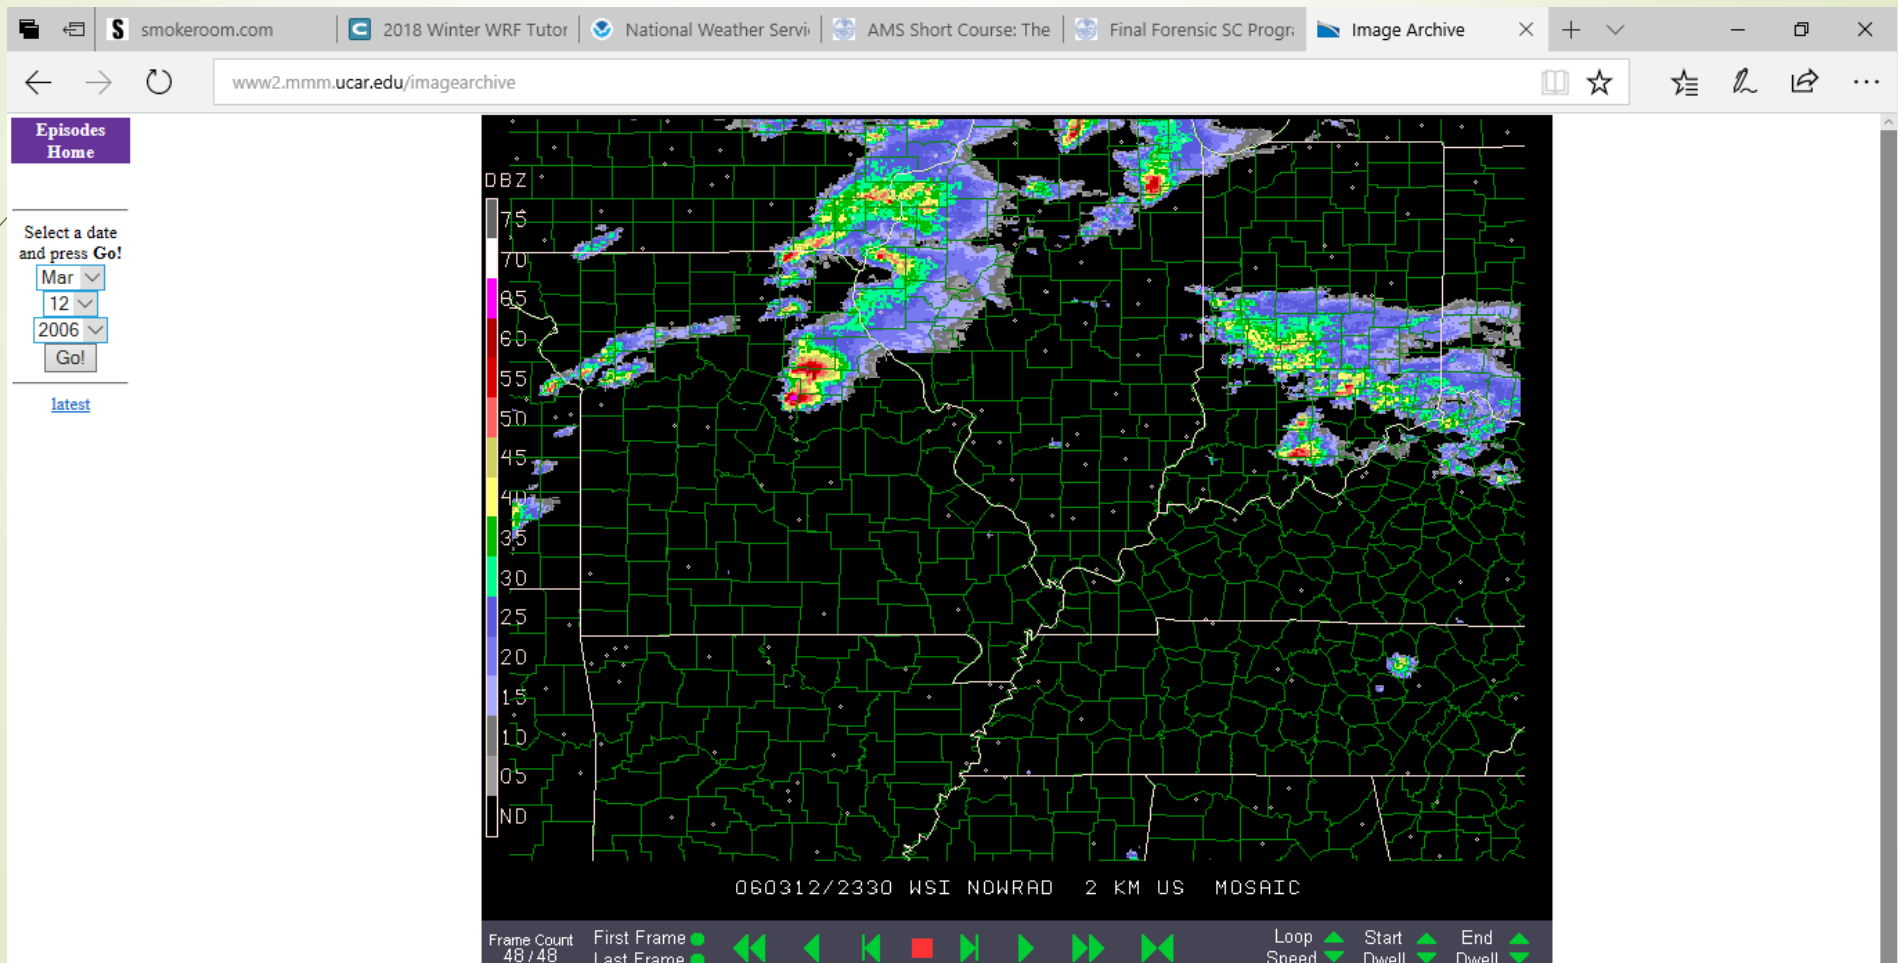 smokeroom.com
2018 Winter WRF Tutor
National Weather Servi
AMS Short Course: The
Final Forensic SC Progra
Image Archive
www2.mmm.ucar.edu/imagearchive
Episodes
Home
Select a date
and press Go!
Mar
12
2006
Go!
latest
DBZ
75
70
65
60
55
50
45
40
35
30
25
20
15
10
05
ND
060312/2330 WSI NOWRAD 2 KM US MOSAIC
Frame Count
48 / 48
First Frame
Last Frame
Loop
Speed
Start
Dwell
End
Dwell